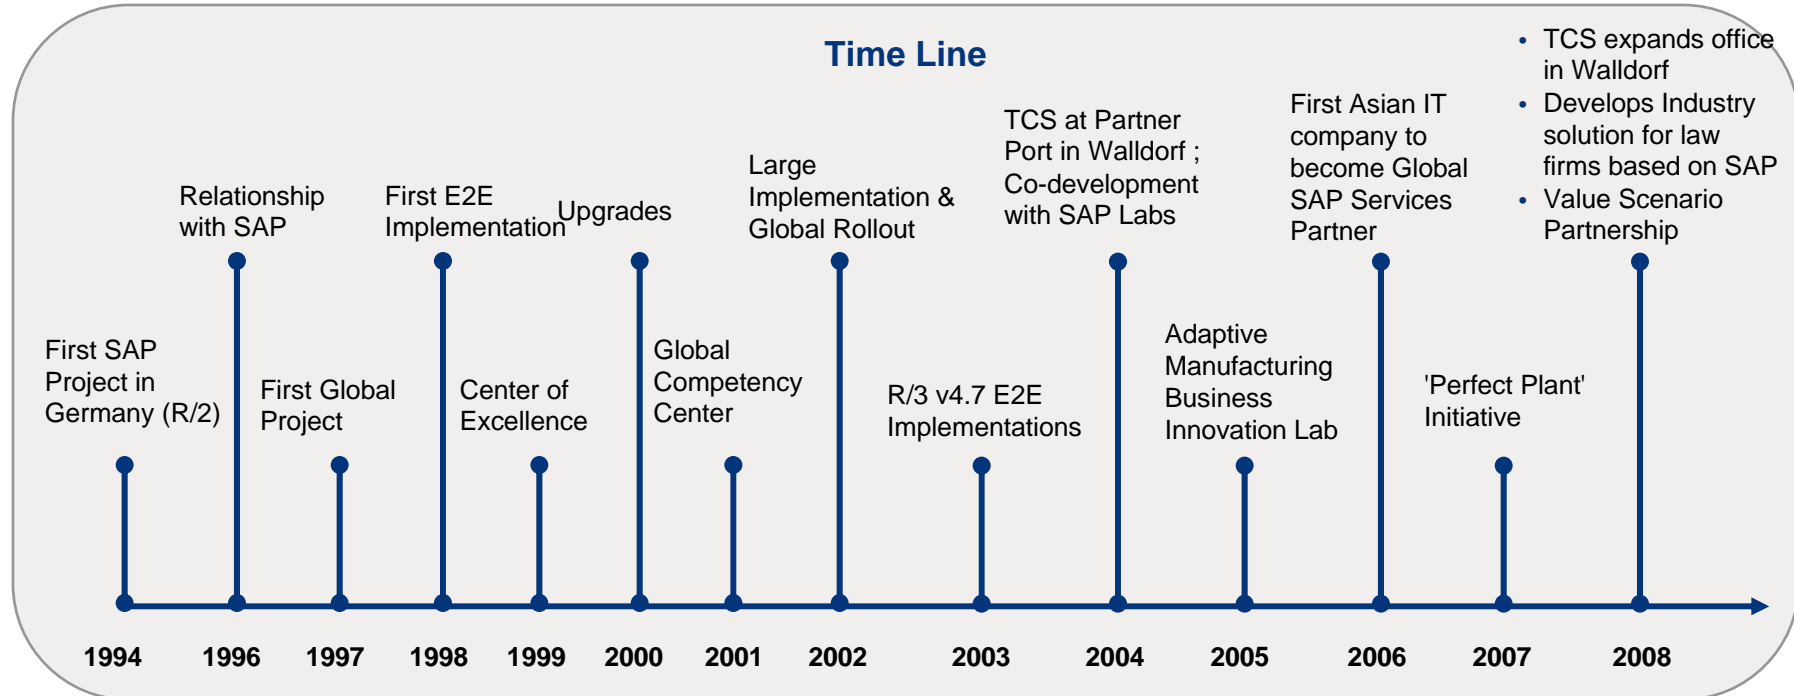 Time Line
First SAP
Project in
Germany (R/2)
Relationship
with SAP
First Global
Project
First E2E
Implementation
Center of
Excellence
Upgrades
Global
Competency
Center
Large
Implementation &
Global Rollout
R/3 v4.7 E2E
Implementations
TCS at Partner
Port in Walldorf ;
Co-development
with SAP Labs
Adaptive
Manufacturing
Business
Innovation Lab
First Asian IT
company to
become Global
SAP Services
Partner
'Perfect Plant'
Initiative
• TCS expands office
in Walldorf
• Develops Industry
solution for law
firms based on SAP
• Value Scenario
Partnership
1994 1996 1997 1998 1999 2000 2001 2002 2003 2004 2005 2006 2007 2008